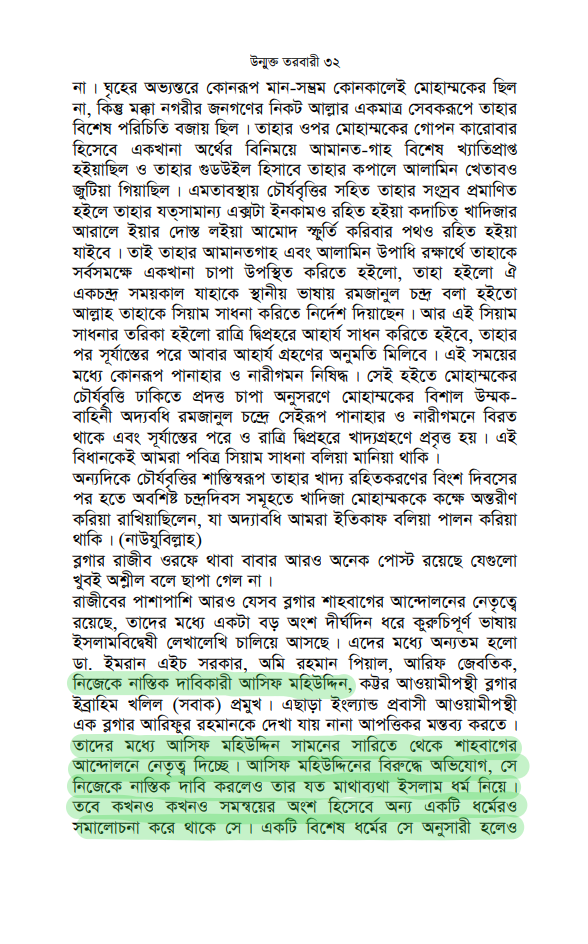 উন্মুক্ত তরবারী ৩২
না। ঘৃহের অভ্যন্তরে কোনরূপ মান-সম্ভ্রম কোনকালেই মোহাম্মকের ছিল
না, কিন্তু মক্কা নগরীর জনগণের নিকট আল্লার একমাত্র সেবকরূপে তাহার
বিশেষ পরিচিতি বজায় ছিল। তাহার ওপর মোহাম্মকের গোপন কারোবার
হিসেবে একখানা অর্থের বিনিময়ে আমানত-গাহ বিশেষ খ্যাতিপ্রাপ্ত
হইয়াছিল ও তাহার গুডউইল হিসাবে তাহার কপালে আলামিন খেতাবও
জুটিয়া গিয়াছিল। এমতাবস্থায় চৌর্যবৃত্তির সহিত তাহার সংস্রব প্রমাণিত
হইলে তাহার যত্সামান্য এক্সটা ইনকামও রহিত হইয়া কদাচিত্ খাদিজার
আরালে ইয়ার দোস্ত লইয়া আমোদ স্ফুর্তি করিবার পথও রহিত হইয়া
যাইবে। তাই তাহার আমানতগাহ এবং আলামিন উপাধি রক্ষার্থে তাহাকে
সর্বসমক্ষে একখানা চাপা উপস্থিত করিতে হইলো, তাহা হইলো ঐ
একচন্দ্র সময়কাল যাহাকে স্থানীয় ভাষায় রমজানুল চন্দ্র বলা হইতো
আল্লাহ তাহাকে সিয়াম সাধনা করিতে নির্দেশ দিয়াছেন। আর এই সিয়াম
সাধনার তরিকা হইলো রাত্রি দ্বিপ্রহরে আহার্য সাধন করিতে হইবে, তাহার
পর সূর্যাস্তের পরে আবার আহার্য গ্রহণের অনুমতি মিলিবে। এই সময়ের
মধ্যে কোনরূপ পানাহার ও নারীগমন নিষিদ্ধ। সেই হইতে মোহাম্মকের
চৌর্যবৃত্তি ঢাকিতে প্রদত্ত চাপা অনুসরণে মোহাম্মকের বিশাল উম্মক-
বাহিনী অদ্যবধি রমজানুল চন্দ্রে সেইরূপ পানাহার ও নারীগমনে বিরত
থাকে এবং সূর্যাস্তের পরে ও রাত্রি দ্বিপ্রহরে খাদ্যগ্রহণে প্রবৃত্ত হয়। এই
বিধানকেই আমরা পবিত্র সিয়াম সাধনা বলিয়া মানিয়া থাকি।
অন্যদিকে চৌর্যবৃত্তির শাস্তিস্বরূপ তাহার খাদ্য রহিতকরণের বিংশ দিবসের
পর হতে অবশিষ্ট চন্দ্রদিবস সমূহতে খাদিজা মোহাম্মককে কক্ষে অন্তরীণ
করিয়া রাখিয়াছিলেন, যা অদ্যাবধি আমরা ইতিকাফ বলিয়া পালন করিয়া
থাকি। (নাউযুবিল্লাহ)
ব্লগার রাজীব ওরফে থাবা বাবার আরও অনেক পোস্ট রয়েছে যেগুলো
খুবই অশ্লীল বলে ছাপা গেল না।
রাজীবের পাশাপাশি আরও যেসব ব্লগার শাহবাগের আন্দোলনের নেতৃত্বে
রয়েছে, তাদের মধ্যে একটা বড় অংশ দীর্ঘদিন ধরে কুরুচিপূর্ণ ভাষায়
ইসলামবিদ্বেষী লেখালেখি চালিয়ে আসছে। এদের মধ্যে অন্যতম হলো
ডা. ইমরান এইচ সরকার, অমি রহমান পিয়াল, আরিফ জেবতিক,
নিজেকে নাস্তিক দাবিকারী আসিফ মহিউদ্দিন, কট্টর আওয়ামীপন্থী ব্লগার
ইব্রাহিম খলিল (সবাক) প্রমুখ। এছাড়া ইংল্যান্ড প্রবাসী আওয়ামীপন্থী
এক ব্লগার আরিফুর রহমানকে দেখা যায় নানা আপত্তিকর মন্তব্য করতে।
তাদের মধ্যে আসিফ মহিউদ্দিন সামনের সারিতে থেকে শাহবাগের
আন্দোলনে নেতৃত্ব দিচ্ছে। আসিফ মহিউদ্দিনের বিরুদ্ধে অভিযোগ, সে
নিজেকে নাস্তিক দাবি করলেও তার যত মাথাব্যথা ইসলাম ধর্ম নিয়ে।
তবে কখনও কখনও সমন্বয়ের অংশ হিসেবে অন্য একটি ধর্মেরও
সমালোচনা করে থাকে সে। একটি বিশেষ ধর্মের সে অনুসারী হলেও